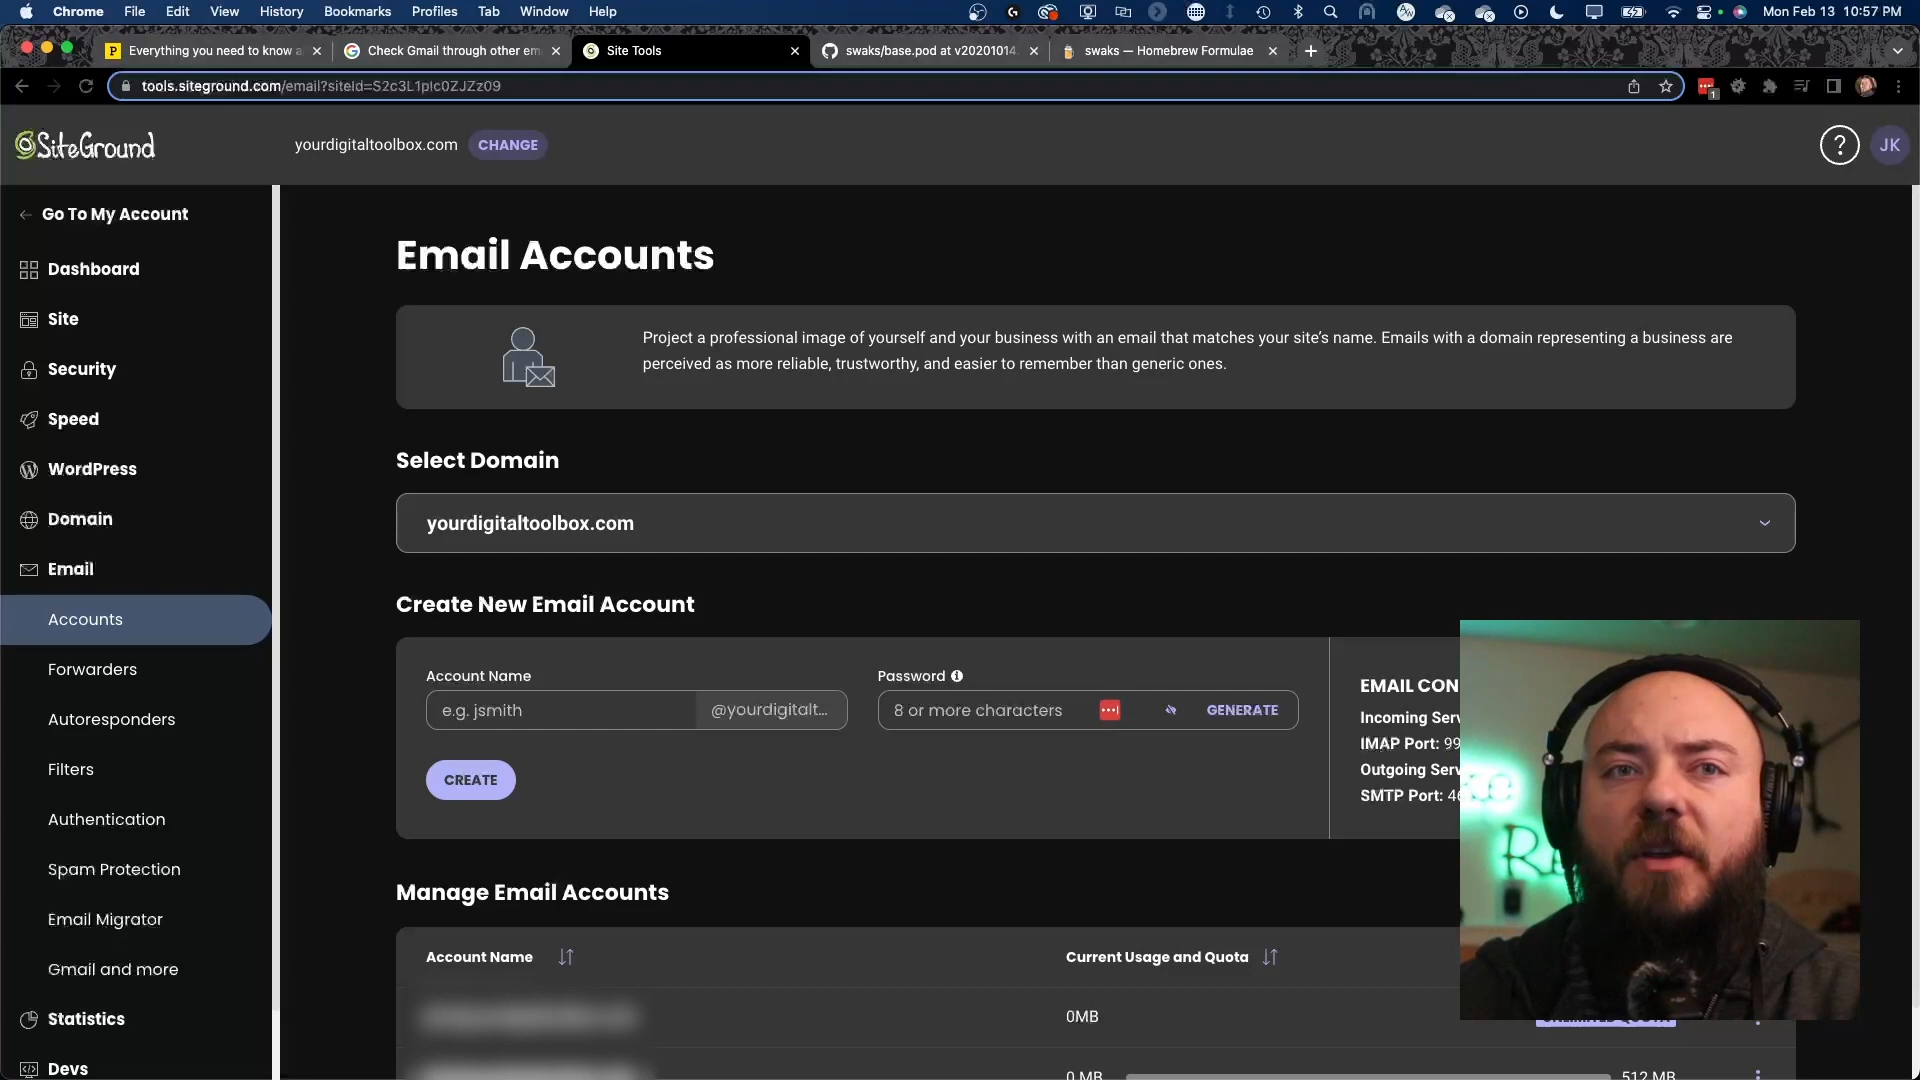 Chrome File Edit View History Bookmarks Profiles Tab Window Help Mon Feb 13 10:57 PM
Everything you need to know a Check Gmail through other em Site Tools swaks/base.pod at v20201014. swaks — Homebrew Formulae
tools.siteground.com/email?siteId=S2c3L1plc0ZJZz09
1
SiteGround yourdigitaltoolbox.com CHANGE ? JK
Go To My Account
Dashboard
Site
Security
Speed
WordPress
Domain
Email
Accounts
Forwarders
Autoresponders
Filters
Authentication
Spam Protection
Email Migrator
Gmail and more
Statistics
Devs
Email Accounts
Project a professional image of yourself and your business with an email that matches your site's name. Emails with a domain representing a business are
perceived as more reliable, trustworthy, and easier to remember than generic ones.
Select Domain
yourdigitaltoolbox.com
Create New Email Account
Account Name
e.g. jsmith @yourdigitalt...
Password
8 or more characters GENERATE
CREATE
EMAIL CON
Incoming Serv
IMAP Port: 99
Outgoing Serv
SMTP Port: 46
Manage Email Accounts
Account Name Current Usage and Quota
0MB
0 MB 512 MB